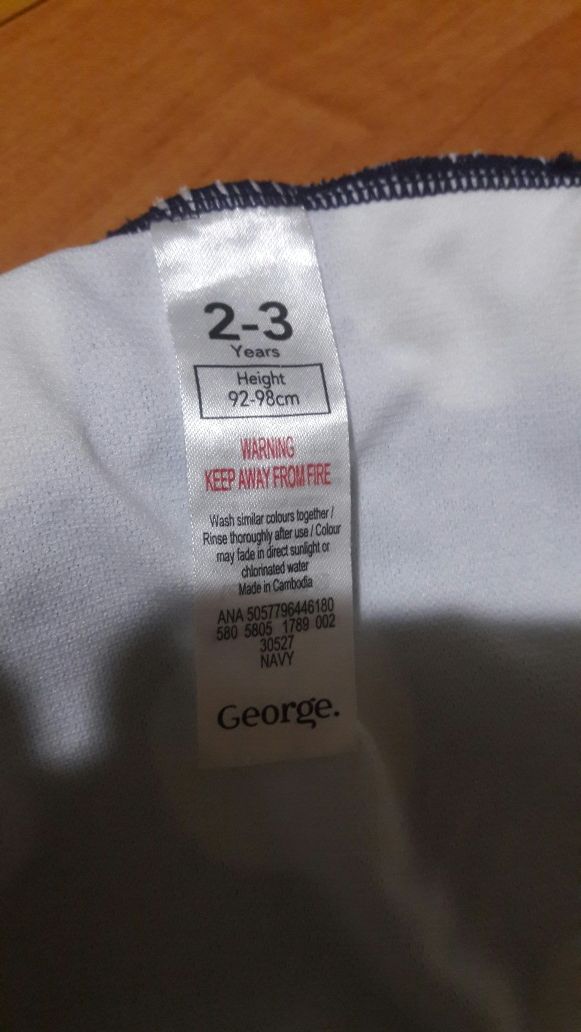 2-3
Years
Height
92-98cm
WARNING
KEEP AWAY FROM FIRE
Wash similar colours together /
Rinse thoroughly after use / Colour
may fade in direct sunlight or
chlorinated water
Made in Cambodia
ANA 5057796446180
580 5805 1789 002
30527
NAVY
George.